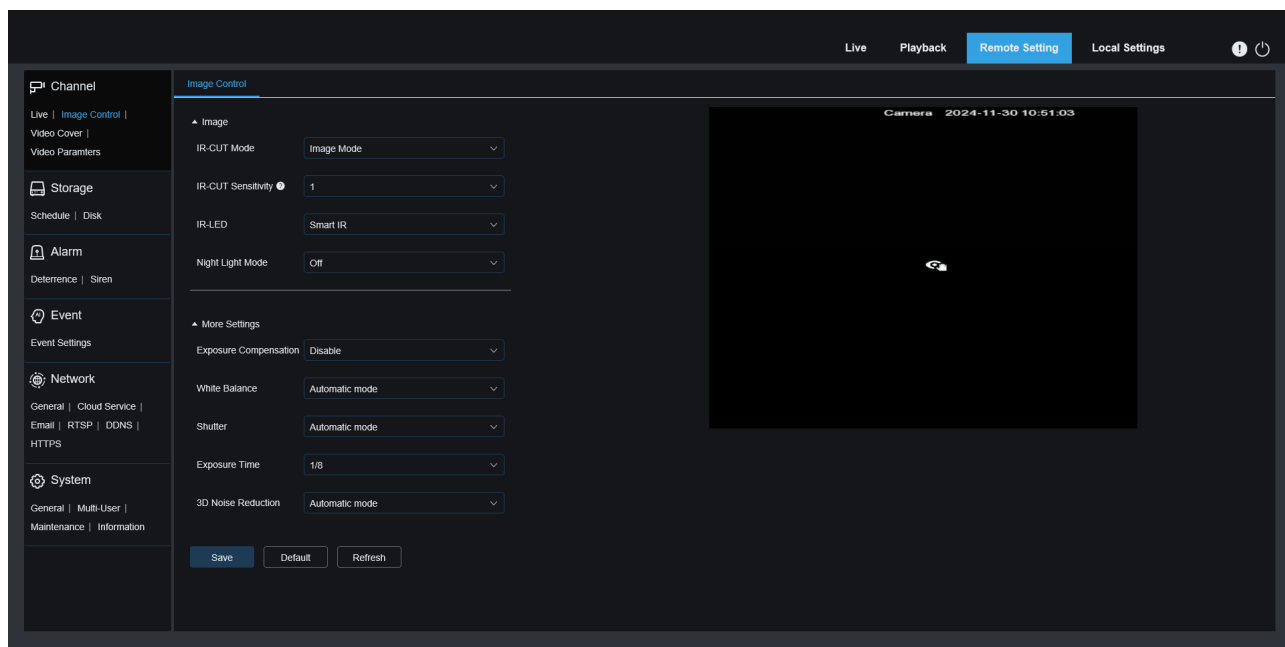 Live Playback Remote Setting Local Settings
Channel
Live | Image Control |
Video Cover |
Video Paramters
Storage
Schedule | Disk
Alarm
Deterrence | Siren
Event
Event Settings
Network
General | Cloud Service |
Email | RTSP | DDNS |
HTTPS
System
General | Multi-User |
Maintenance | Information
Image Control
Image
IR-CUT Mode Image Mode
IR-CUT Sensitivity 1
IR-LED Smart IR
Night Light Mode Off
More Settings
Exposure Compensation Disable
White Balance Automatic mode
Shutter Automatic mode
Exposure Time 1/8
3D Noise Reduction Automatic mode
Save Default Refresh
Camera 2024-11-30 10:51:03